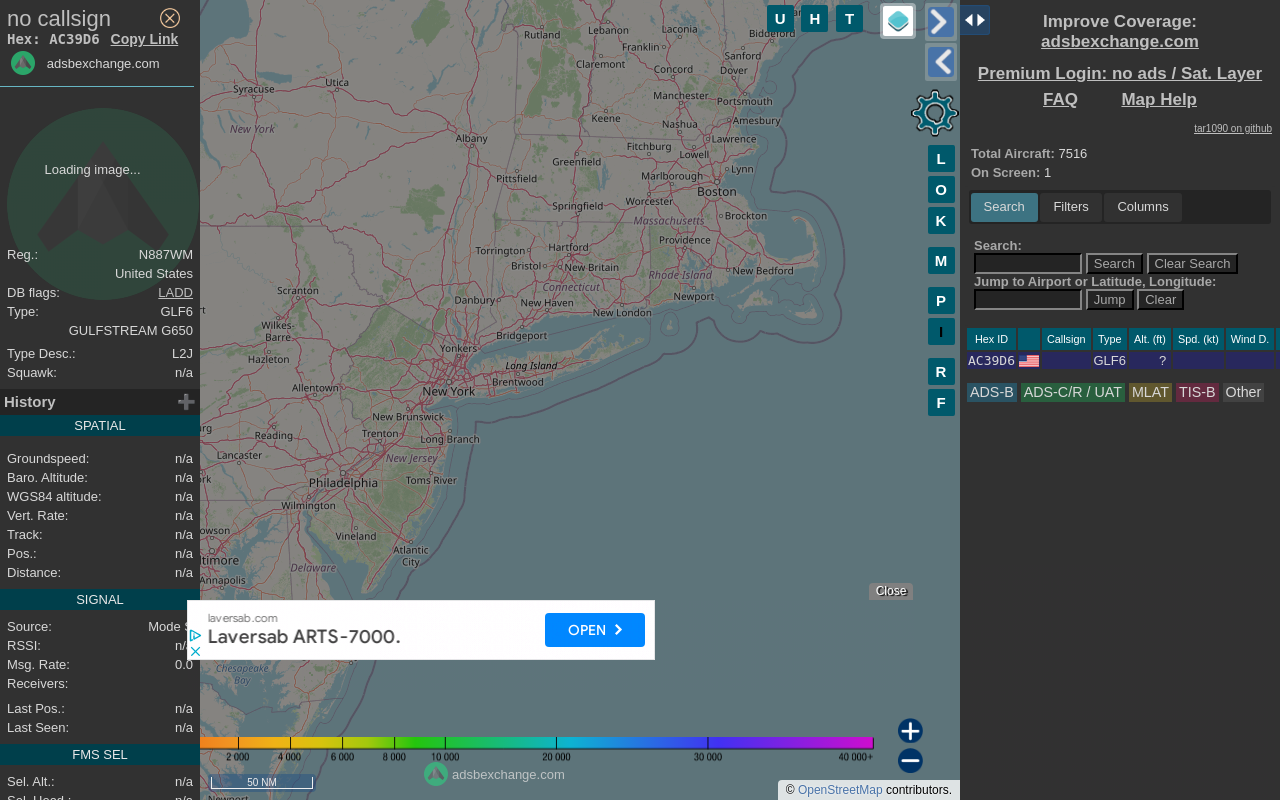 no callsign
Hex: AC39D6 Copy Link
adsbexchange.com
Loading image...
Reg.: N887WM
United States
DB flags: LADD
Type: GLF6
GULFSTREAM G650
Type Desc.: L2J
Squawk: n/a
History
SPATIAL
Groundspeed: n/a
Baro. Altitude: n/a
WGS84 altitude: n/a
Vert. Rate: n/a
Track: n/a
Pos.: n/a
Distance: n/a
SIGNAL
Source: Mode S
RSSI: n/a
Msg. Rate: 0.0
Receivers:
Last Pos.: n/a
Last Seen: n/a
FMS SEL
Sel. Alt.: n/a
Sel. Head.: n/a
U H T
L
O
K
M
P
I
R
F
Rutland
Lebanon
Laconia
Biddeford
Franklin
Sanford
Claremont
Concord
Dover
Utica
Syracuse
Manchester
Portsmouth
Keene
Nashua
Amesbury
New York
Albany
Lawrence
Fitchburg
Lowell
Greenfield
Lynn
Pittsfield
Marlborough
Boston
Springfield
Worcester
Massachusetts
Brockton
Providence
Torrington
Hartford
Bristol
New Britain
Rhode Island
New Bedford
Connecticut
Scranton
Danbury
New Haven
Newport
New London
Wilkes-
Barre
Bridgeport
Yonkers
Hazleton
Long Island
Brentwood
Allentown
New York
New Brunswick
Reading
Trenton
Long Branch
Lancaster
New Jersey
Philadelphia
Toms River
Wilmington
Vineland
Atlantic
City
Annapolis
Delaware
Chesapeake
Bay
Newport
Close
laversab.com
Laversab ARTS-7000.
OPEN
2 000 4 000 6 000 8 000 10 000 20 000 30 000 40 000+
adsbexchange.com
50 NM
© OpenStreetMap contributors.
Improve Coverage:
adsbexchange.com
Premium Login: no ads / Sat. Layer
FAQ Map Help
tar1090 on github
Total Aircraft: 7516
On Screen: 1
Search Filters Columns
Search:
Search Clear Search
Jump to Airport or Latitude, Longitude:
Jump Clear
Hex ID Callsign Type Alt. (ft) Spd. (kt) Wind D.
AC39D6 GLF6 ?
ADS-B ADS-C/R / UAT MLAT TIS-B Other